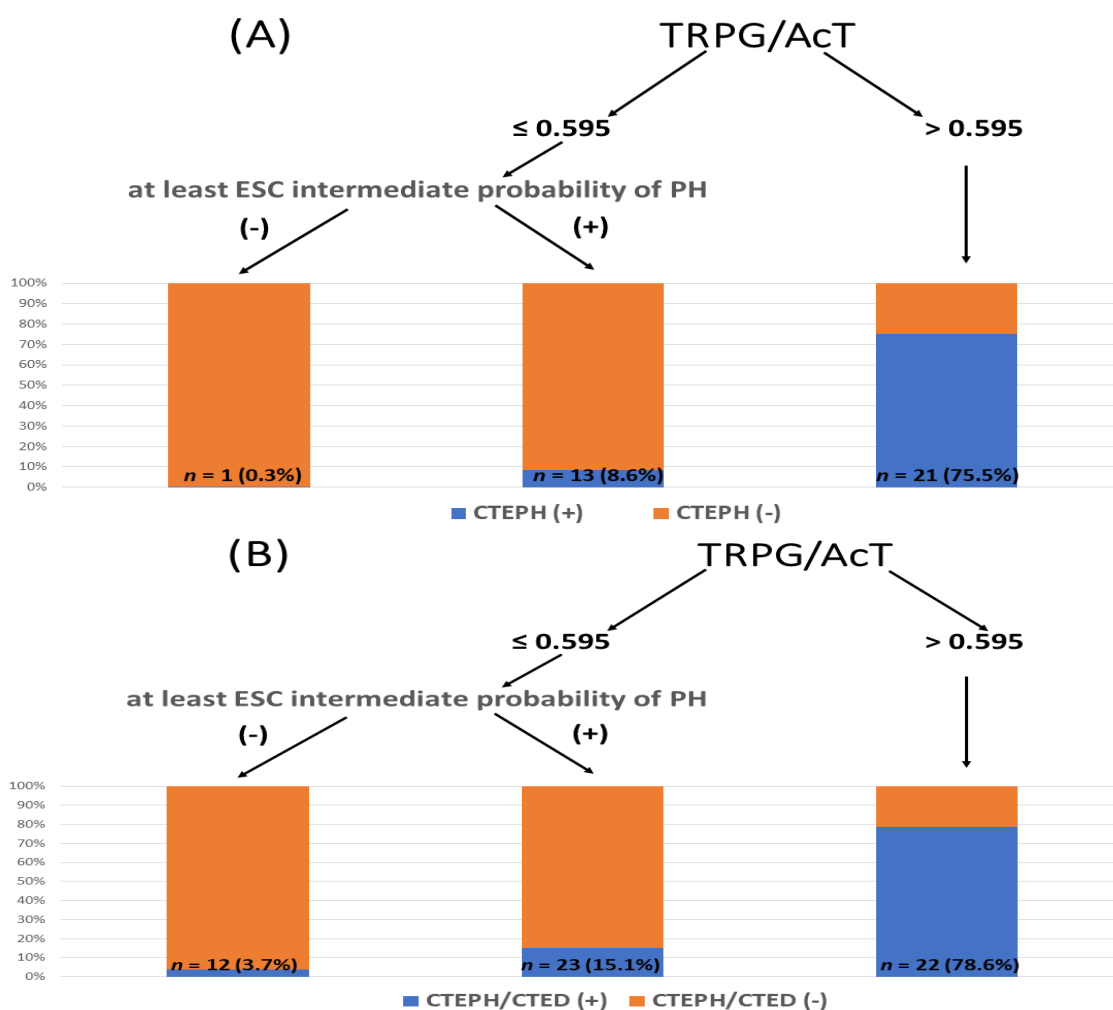 (A)
TRPG/AcT
≤ 0.595
> 0.595
at least ESC intermediate probability of PH
(-)
(+)
100%
90%
80%
70%
60%
50%
40%
30%
20%
10%
0%
n = 1 (0.3%)
n = 13 (8.6%)
n = 21 (75.5%)
CTEPH (+)
CTEPH (-)
(B)
TRPG/AcT
≤ 0.595
> 0.595
at least ESC intermediate probability of PH
(-)
(+)
100%
90%
80%
70%
60%
50%
40%
30%
20%
10%
0%
n = 12 (3.7%)
n = 23 (15.1%)
n = 22 (78.6%)
CTEPH/CTED (+)
CTEPH/CTED (-)